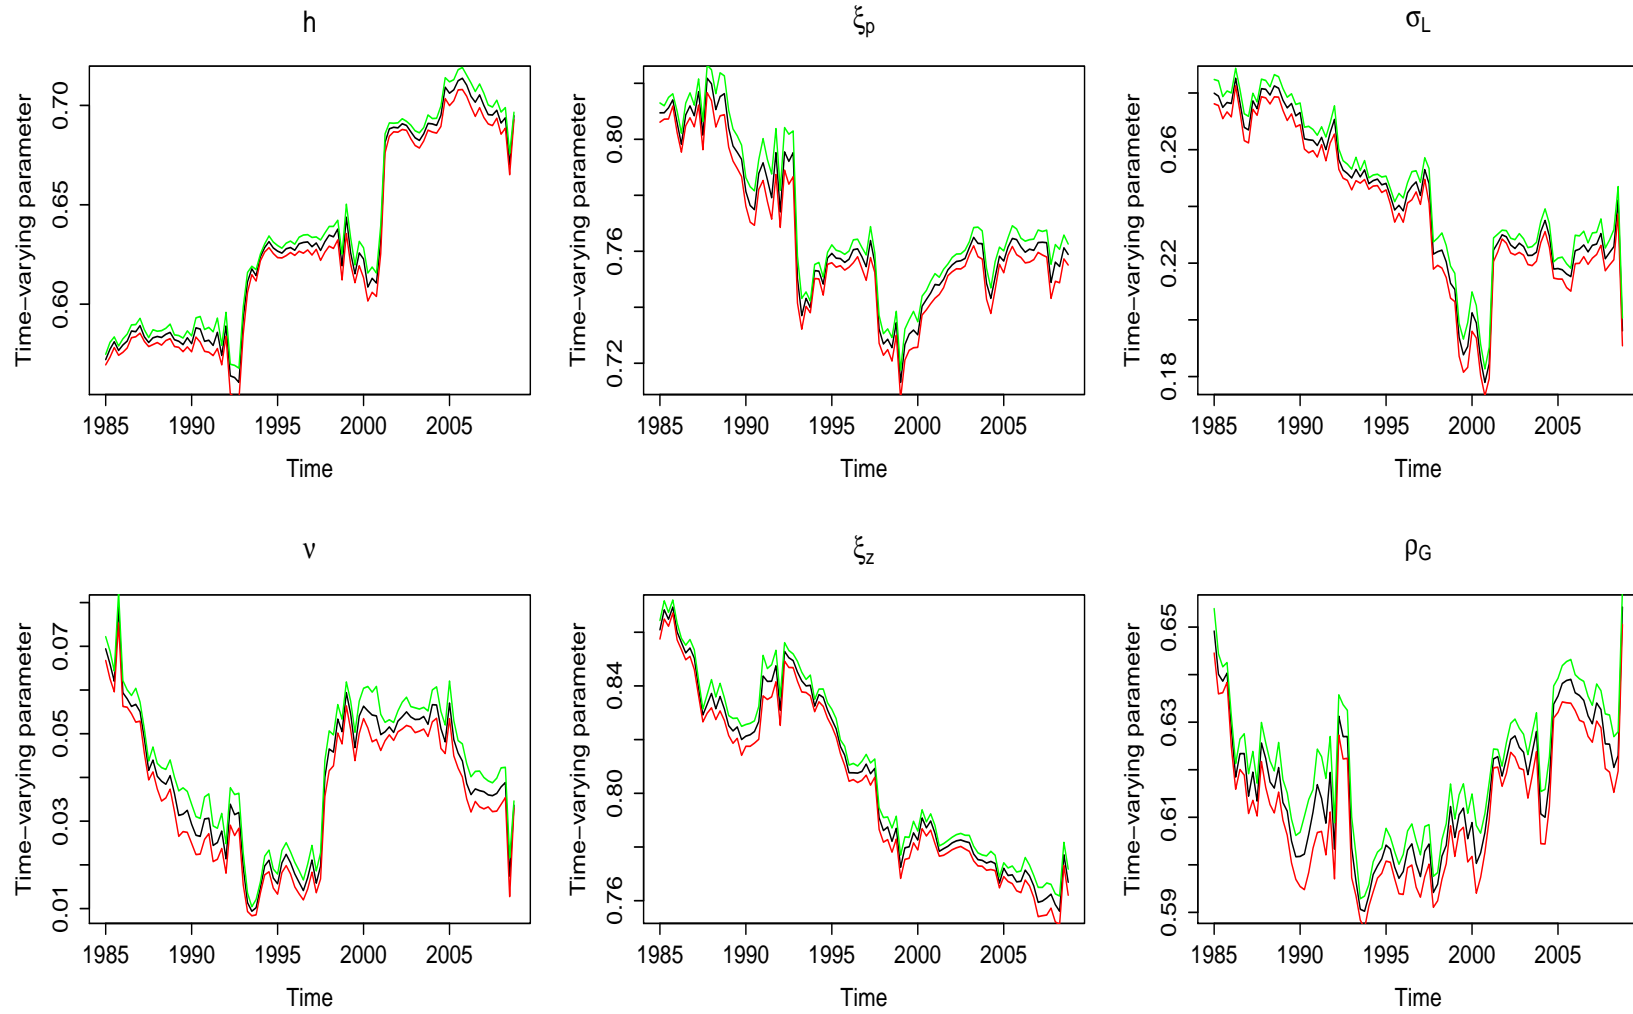 h
Time-varying parameter
0.60 0.65 0.70
1985 1990 1995 2000 2005
Time
ξp
Time-varying parameter
0.72 0.76 0.80
1985 1990 1995 2000 2005
Time
σL
Time-varying parameter
0.18 0.22 0.26
1985 1990 1995 2000 2005
Time
ν
Time-varying parameter
0.01 0.03 0.05 0.07
1985 1990 1995 2000 2005
Time
ξz
Time-varying parameter
0.76 0.80 0.84
1985 1990 1995 2000 2005
Time
ρG
Time-varying parameter
0.59 0.61 0.63 0.65
1985 1990 1995 2000 2005
Time